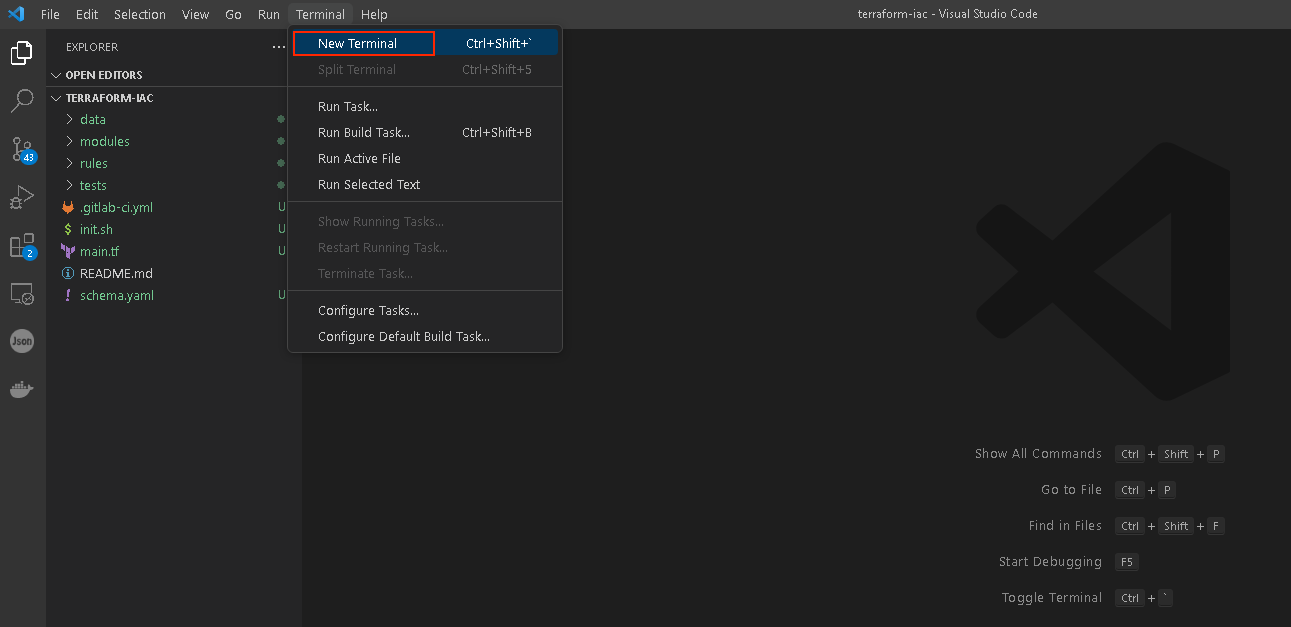 File Edit Selection View Go Run Terminal Help terraform-iac - Visual Studio Code
EXPLORER ...
OPEN EDITORS
TERRAFORM-IAC
data
modules
rules
tests
.gitlab-ci.yml U
$ init.sh U
main.tf U
README.md
! schema.yaml U
43
2
Json
New Terminal Ctrl+Shift+`
Split Terminal Ctrl+Shift+5
Run Task...
Run Build Task... Ctrl+Shift+B
Run Active File
Run Selected Text
Show Running Tasks...
Restart Running Task...
Terminate Task...
Configure Tasks...
Configure Default Build Task...
Show All Commands Ctrl + Shift + P
Go to File Ctrl + P
Find in Files Ctrl + Shift + F
Start Debugging F5
Toggle Terminal Ctrl + `